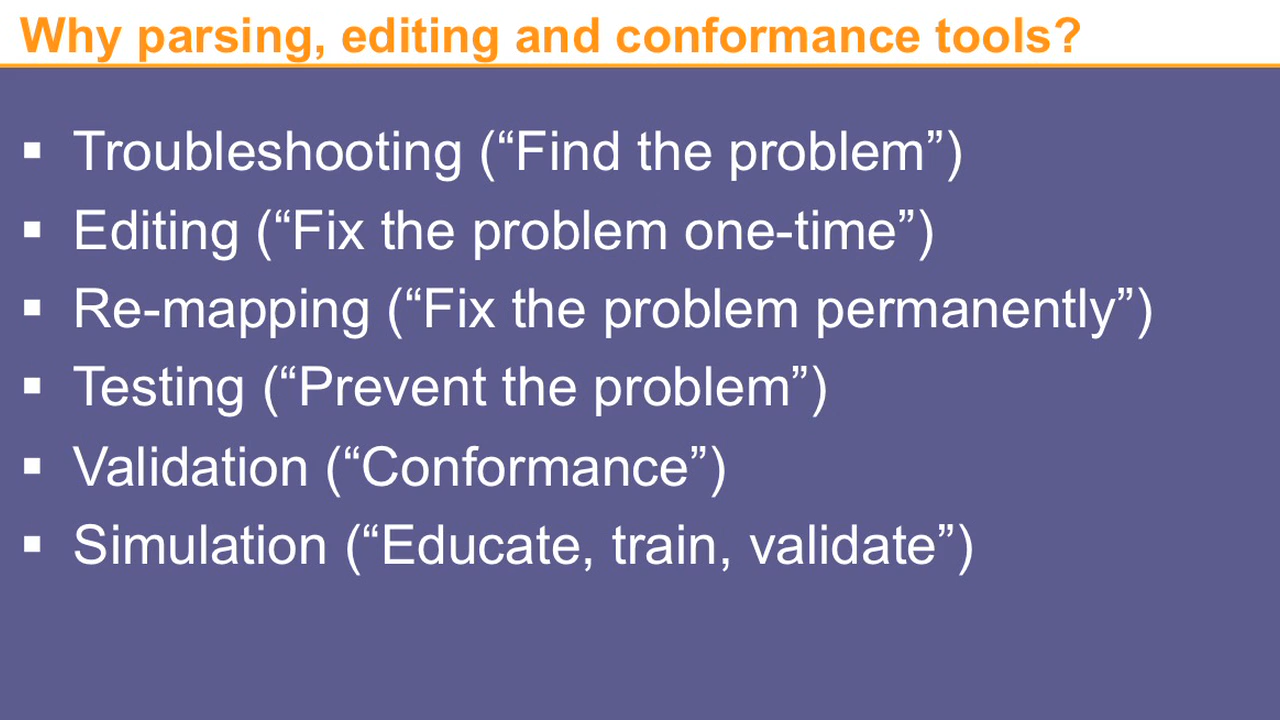 Why parsing, editing and conformance tools?
▪ Troubleshooting (“Find the problem”)
▪ Editing (“Fix the problem one-time”)
▪ Re-mapping (“Fix the problem permanently”)
▪ Testing (“Prevent the problem”)
▪ Validation (“Conformance”)
▪ Simulation (“Educate, train, validate”)